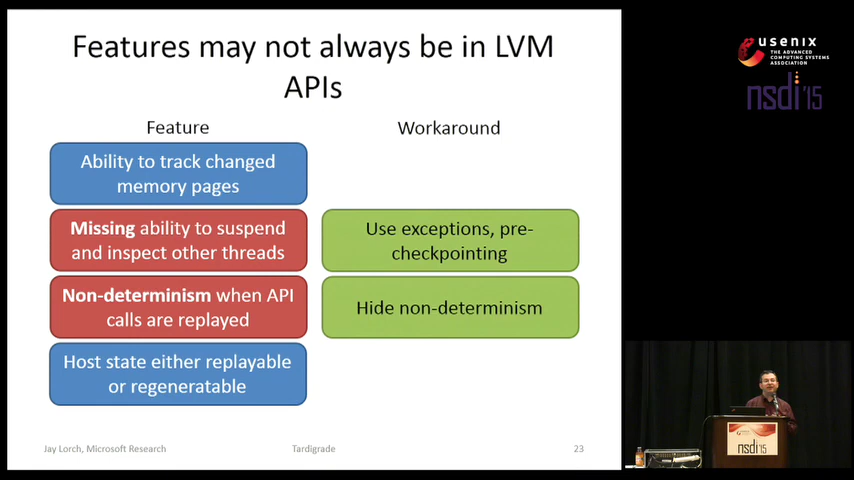 Features may not always be in LVM
APIs
Feature
Workaround
Ability to track changed
memory pages
Missing ability to suspend
and inspect other threads
Use exceptions, pre-
checkpointing
Non-determinism when API
calls are replayed
Hide non-determinism
Host state either replayable
or regeneratable
Jay Lorch, Microsoft Research
Tardigrade
23
usenix
THE ADVANCED
COMPUTING SYSTEMS
ASSOCIATION
nsdi '15
nsdi'15